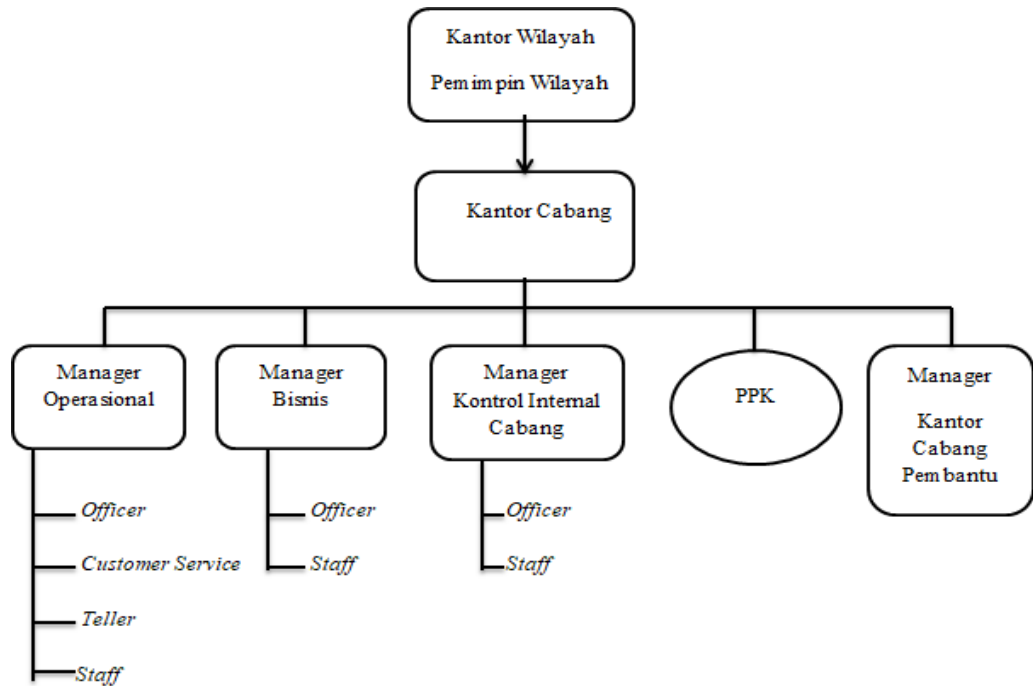 Kantor Wilayah
Pemimpin Wilayah
Kantor Cabang
Manager
Operasional
Manager
Bisnis
Manager
Kontrol Internal
Cabang
PPK
Manager
Kantor
Cabang
Pembantu
Officer
Customer Service
Teller
Staff
Officer
Staff
Officer
Staff